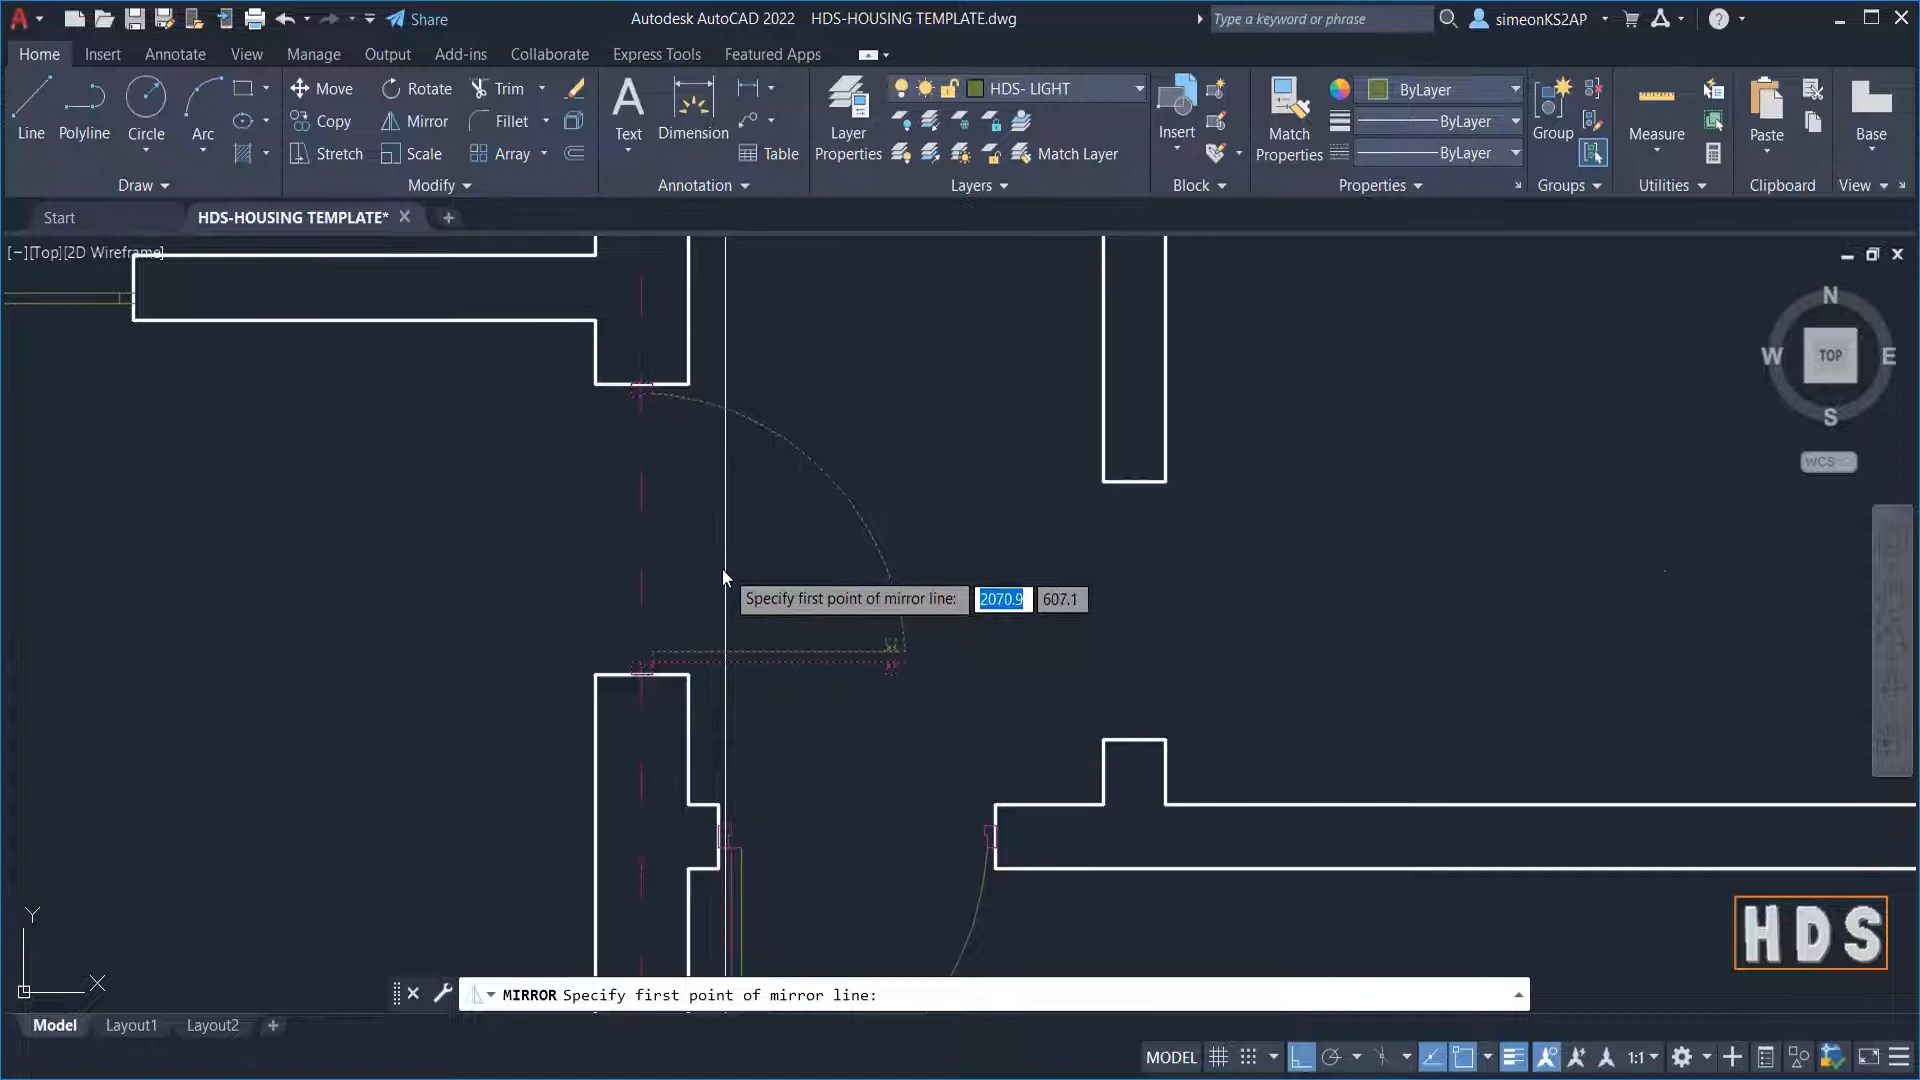 Share
Autodesk AutoCAD 2022 HDS-HOUSING TEMPLATE.dwg
Type a keyword or phrase
simeonKS2AP
Home Insert Annotate View Manage Output Add-ins Collaborate Express Tools Featured Apps
Line Polyline Circle Arc
Move Rotate Trim
Copy Mirror Fillet
Stretch Scale Array
Text Dimension Table
Layer Properties
HDS- LIGHT
Match Layer
Insert
Match Properties
ByLayer
ByLayer
ByLayer
Group
Measure
Paste
Base
Draw Modify Annotation Layers Block Properties Groups Utilities Clipboard View
Start HDS-HOUSING TEMPLATE*
[−][Top][2D Wireframe]
N
W TOP E
S
WCS
Specify first point of mirror line: 2070.9 607.1
HDS
Y
X
MIRROR Specify first point of mirror line:
Model Layout1 Layout2
MODEL 1:1